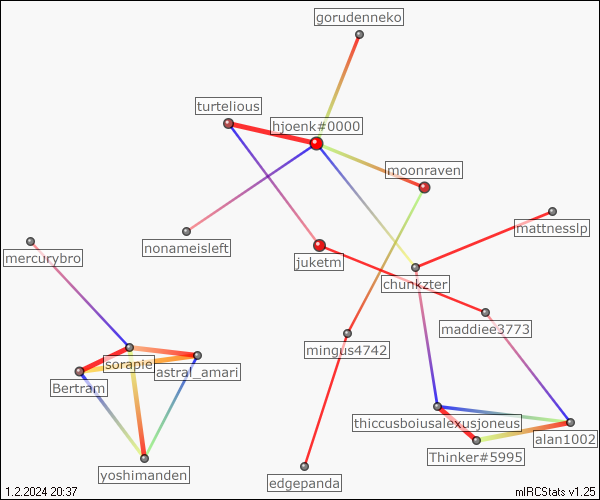 gorudenneko
turtelious
hjoenk#0000
moonraven
mattnesslp
nonameisleft
mercurybro
juketm
chunkzter
maddiee3773
mingus4742
sorapie
astral_amari
Bertram
thiccusboiusalexusjoneus
alan1002
Thinker#5995
yoshimanden
edgepanda
1.2.2024 20:37
mIRCStats v1.25